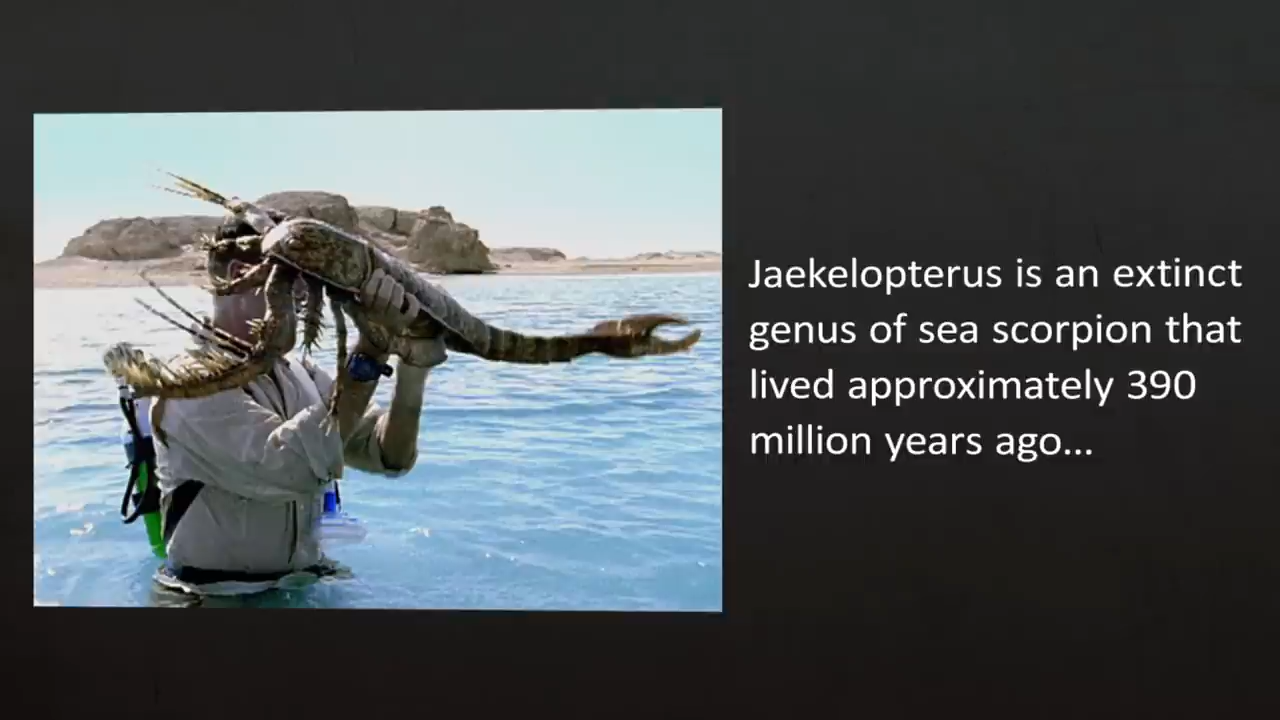 Jaekelopterus is an extinct
genus of sea scorpion that
lived approximately 390
million years ago...